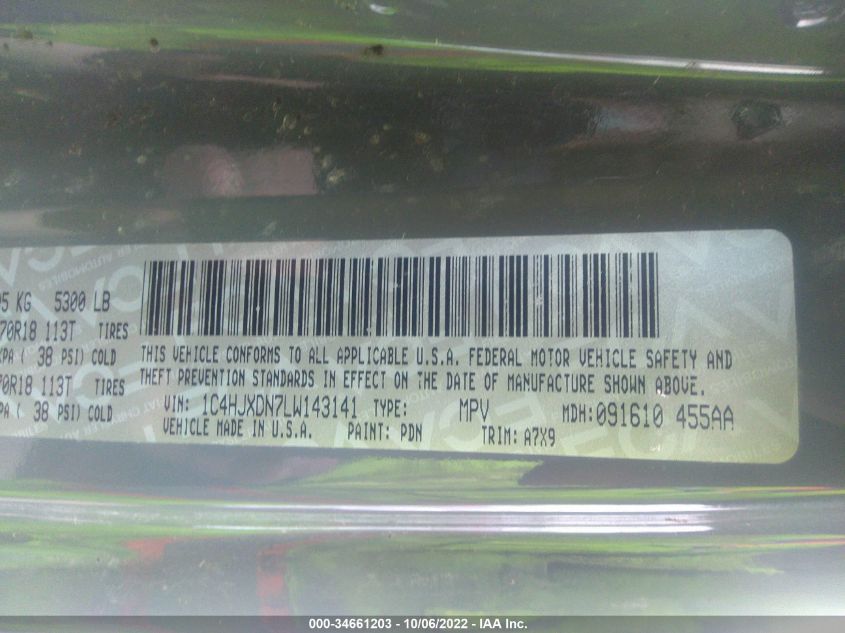 05 KG 5300 LB
70R18 113T TIRES
KPA ( 38 PSI) COLD
70R18 113T TIRES
PA ( 38 PSI) COLD
THIS VEHICLE CONFORMS TO ALL APPLICABLE U.S.A. FEDERAL MOTOR VEHICLE SAFETY AND
THEFT PREVENTION STANDARDS IN EFFECT ON THE DATE OF MANUFACTURE SHOWN ABOVE.
VIN: 1C4HJXDN7LW143141 TYPE: MPV MDH:091610 455AA
VEHICLE MADE IN U.S.A. PAINT: PDN TRIM: A7X9
000-34661203 - 10/06/2022 - IAA Inc.